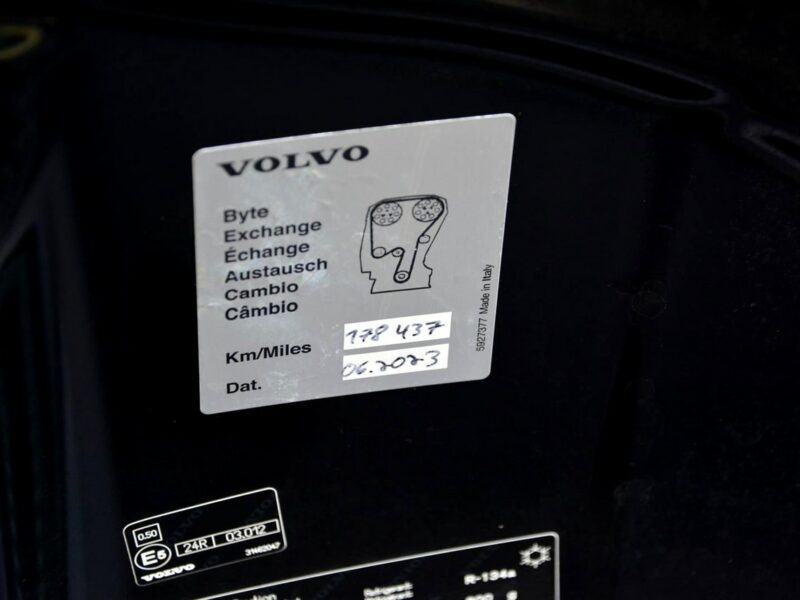 VOLVO
Byte
Exchange
Échange
Austausch
Cambio
Câmbio
Km/Miles 178 437
Dat. 06.2023
5927377 Made in Italy
0.50
E5 24R 03.012
VOLVO
R-134a